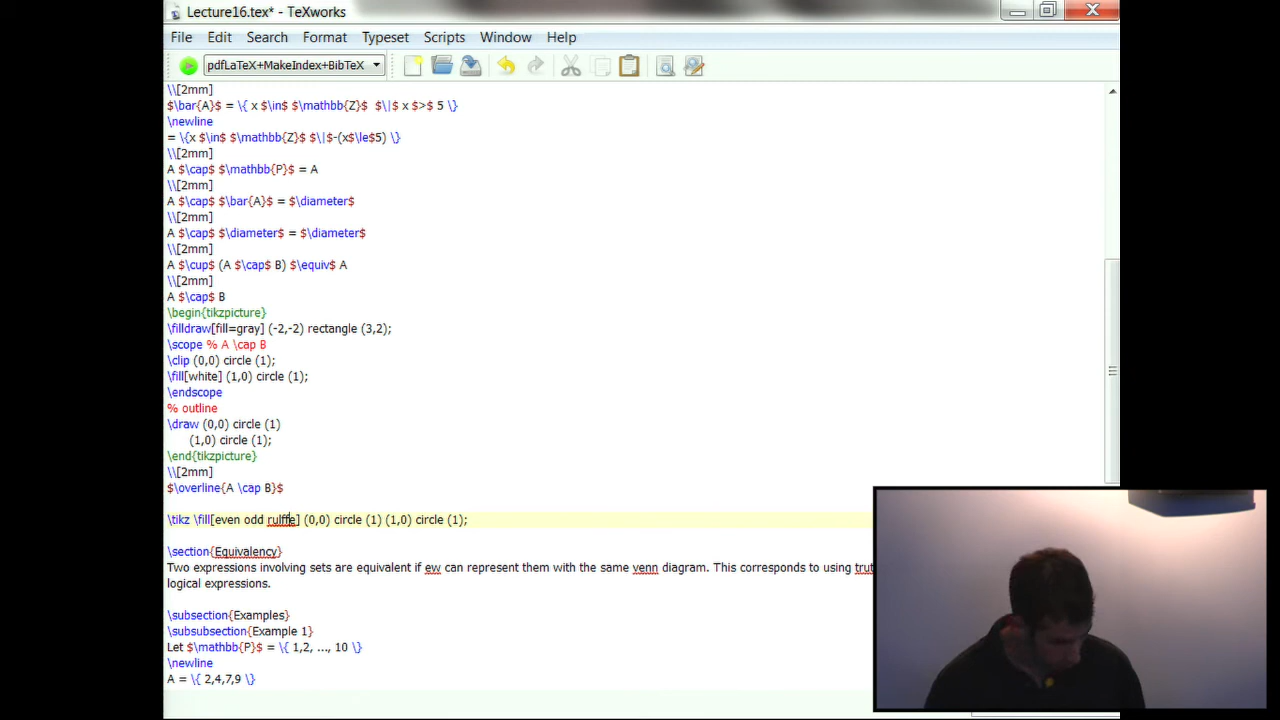 Lecture16.tex* - TeXworks
File Edit Search Format Typeset Scripts Window Help
pdfLaTeX+MakeIndex+BibTeX
\\[2mm]
$\bar{A}$ = \{ x $\in$ $\mathbb{Z}$ $\|$ x $>$ 5 \}
\newline
= \{x $\in$ $\mathbb{Z}$ $\|$-(x$\le$5) \}
\\[2mm]
A $\cap$ $\mathbb{P}$ = A
\\[2mm]
A $\cap$ $\bar{A}$ = $\diameter$
\\[2mm]
A $\cap$ $\diameter$ = $\diameter$
\\[2mm]
A $\cup$ (A $\cap$ B) $\equiv$ A
\\[2mm]
A $\cap$ B
\begin{tikzpicture}
\filldraw[fill=gray] (-2,-2) rectangle (3,2);
\scope % A \cap B
\clip (0,0) circle (1);
\fill[white] (1,0) circle (1);
\endscope
% outline
\draw (0,0) circle (1)
(1,0) circle (1);
\end{tikzpicture}
\\[2mm]
$\overline{A \cap B}$
\tikz \fill[even odd rulffe] (0,0) circle (1) (1,0) circle (1);
\section{Equivalency}
Two expressions involving sets are equivalent if ew can represent them with the same venn diagram. This corresponds to using
logical expressions.
\subsection{Examples}
\subsubsection{Example 1}
Let $\mathbb{P}$ = \{ 1,2, ..., 10 \}
\newline
A = \{ 2,4,7,9 \}